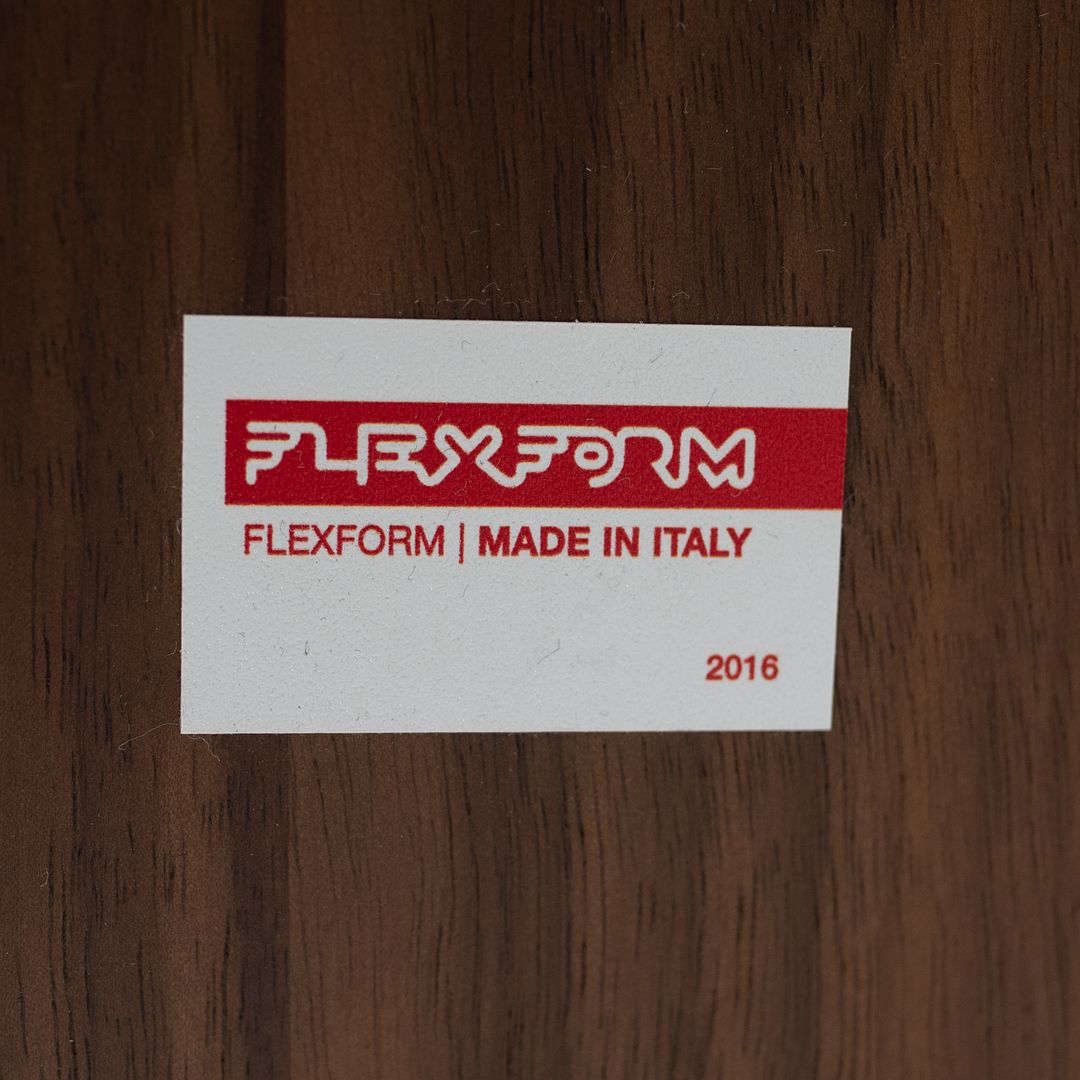 FLEXFORM
FLEXFORM | MADE IN ITALY
2016